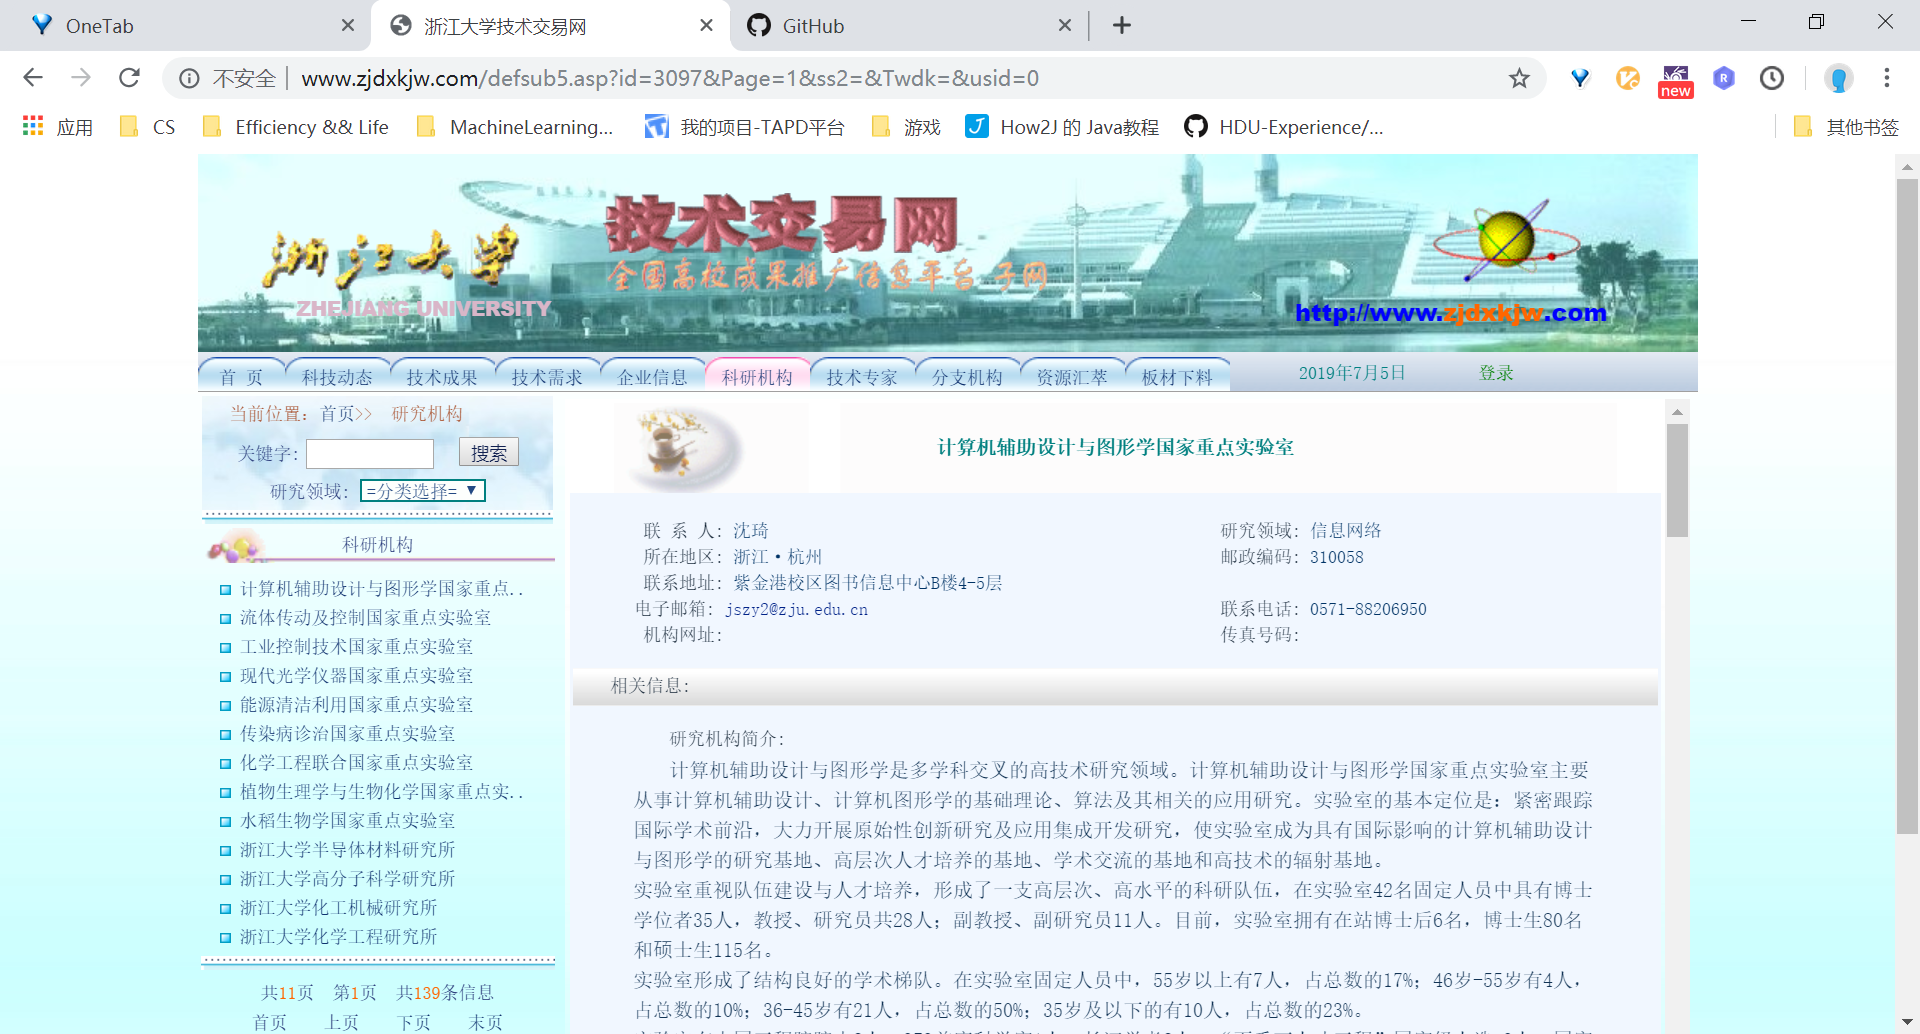 OneTab
浙江大学技术交易网
GitHub
不安全
www.zjdxkjw.com/defsub5.asp?id=3097&Page=1&ss2=&Twdk=&usid=0
new
R
应用
CS
Efficiency && Life
MachineLearning...
我的项目-TAPD平台
游戏
J
How2J 的 Java教程
HDU-Experience/...
其他书签
浙江大学
ZHEJIANG UNIVERSITY
技术交易网
全国高校成果推广信息平台 子网
http://www.zjdxkjw.com
首 页
科技动态
技术成果
技术需求
企业信息
科研机构
技术专家
分支机构
资源汇萃
板材下料
2019年7月5日
登录
当前位置：首页>> 研究机构
关键字:
搜索
研究领域:
=分类选择=
科研机构
计算机辅助设计与图形学国家重点..
流体传动及控制国家重点实验室
工业控制技术国家重点实验室
现代光学仪器国家重点实验室
能源清洁利用国家重点实验室
传染病诊治国家重点实验室
化学工程联合国家重点实验室
植物生理学与生物化学国家重点实..
水稻生物学国家重点实验室
浙江大学半导体材料研究所
浙江大学高分子科学研究所
浙江大学化工机械研究所
浙江大学化学工程研究所
共11页 第1页 共139条信息
首页 上页 下页 末页
计算机辅助设计与图形学国家重点实验室
联 系 人: 沈琦
研究领域: 信息网络
所在地区: 浙江·杭州
邮政编码: 310058
联系地址: 紫金港校区图书信息中心B楼4-5层
电子邮箱: jszy2@zju.edu.cn
联系电话: 0571-88206950
机构网址:
传真号码:
相关信息:
研究机构简介:
计算机辅助设计与图形学是多学科交叉的高技术研究领域。计算机辅助设计与图形学国家重点实验室主要
从事计算机辅助设计、计算机图形学的基础理论、算法及其相关的应用研究。实验室的基本定位是: 紧密跟踪
国际学术前沿，大力开展原始性创新研究及应用集成开发研究，使实验室成为具有国际影响的计算机辅助设计
与图形学的研究基地、高层次人才培养的基地、学术交流的基地和高技术的辐射基地。
实验室重视队伍建设与人才培养，形成了一支高层次、高水平的科研队伍，在实验室42名固定人员中具有博士
学位者35人，教授、研究员共28人；副教授、副研究员11人。目前，实验室拥有在站博士后6名，博士生80名
和硕士生115名。
实验室形成了结构良好的学术梯队。在实验室固定人员中，55岁以上有7人，占总数的17%；46岁-55岁有4人，
占总数的10%；36-45岁有21人，占总数的50%；35岁及以下的有10人，占总数的23%。